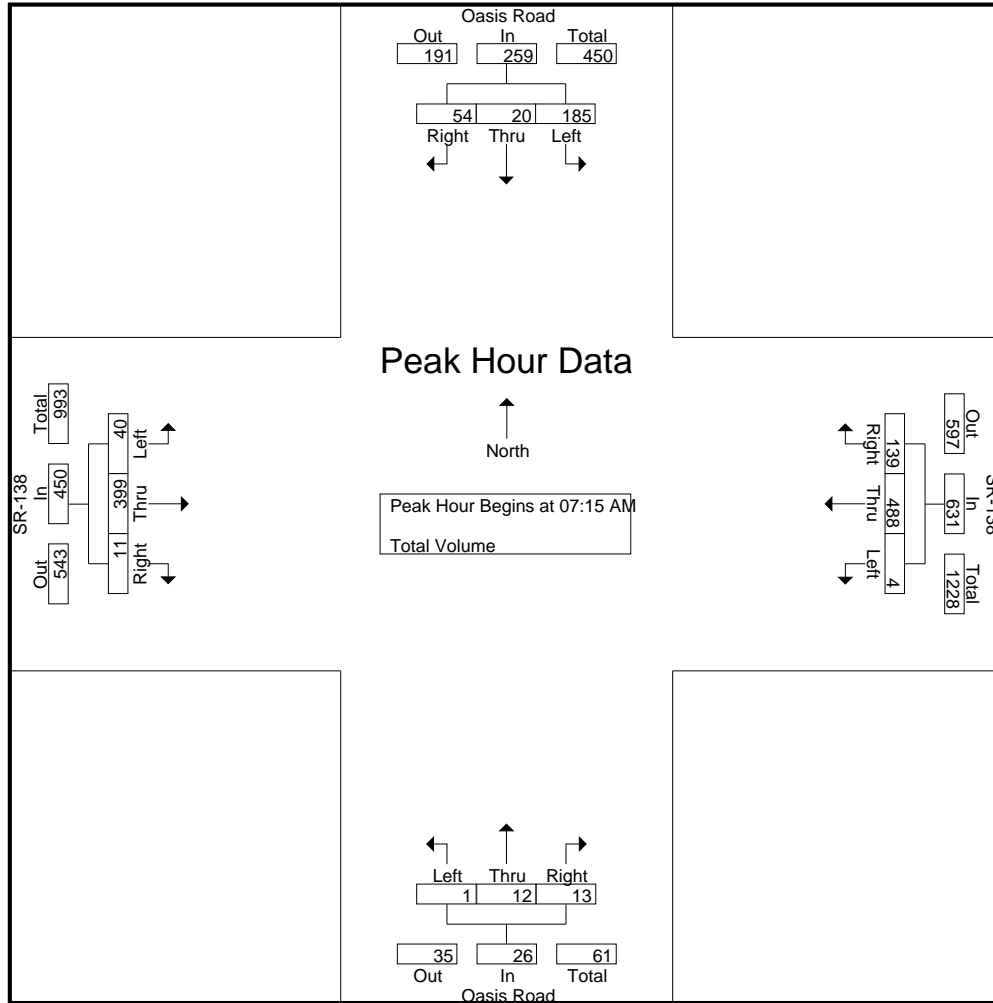 Oasis Road
Out In Total
191 259 450
54 20 185
Right Thru Left
Peak Hour Data
North
Peak Hour Begins at 07:15 AM
Total Volume
SR-138
Total In Out
993 450 543
40 399 11
Left Thru Right
Right Thru Left
139 488 4
Out In Total
597 631 1228
SR-138
Left Thru Right
1 12 13
35 26 61
Out In Total
Oasis Road